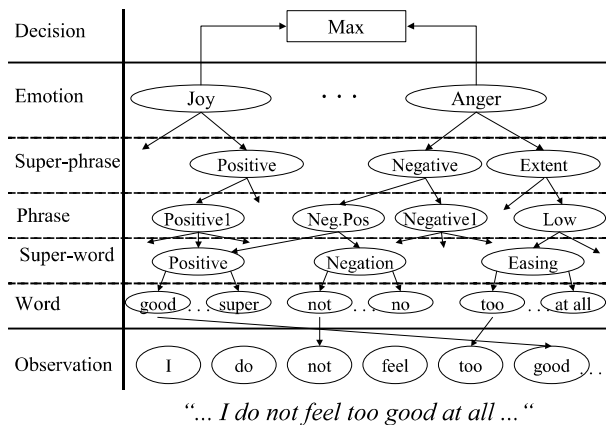 Decision Max
Emotion Joy . . . Anger
Super-phrase Positive Negative Extent
Phrase Positive1 Neg.Pos Negative1 Low
Super-word Positive Negation Easing
Word good . . . super not . . . no too . . . at all
Observation I do not feel too good . . .
“... I do not feel too good at all ...“